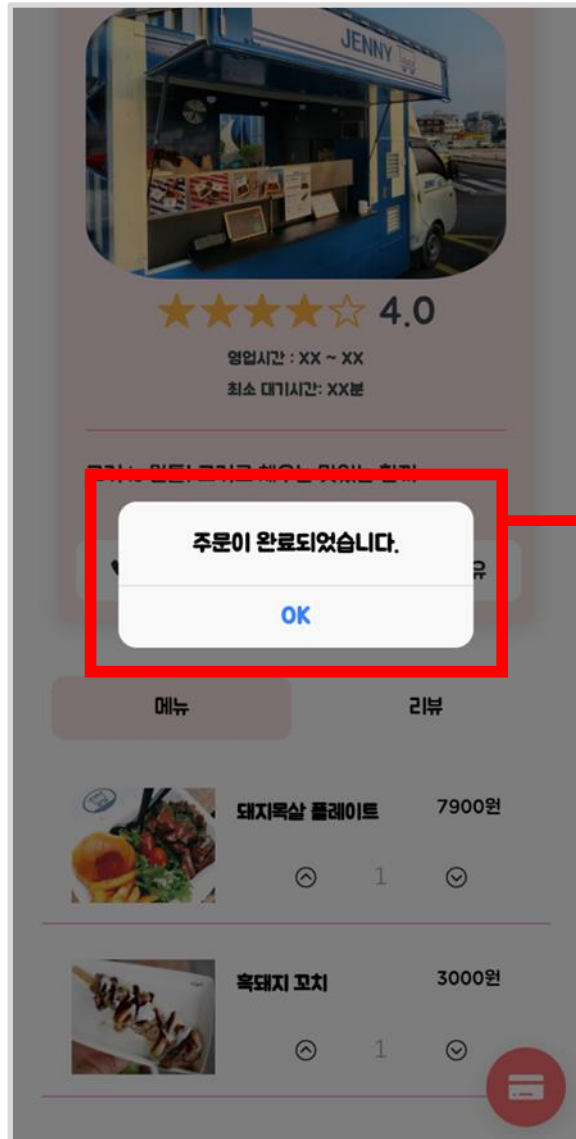 JENNY
4.0
영업시간 : XX ~ XX
최소 대기시간: XX분
주문이 완료되었습니다.
유
OK
메뉴 리뷰
돼지목살 플레이트 7900원
1
흑돼지 꼬치 3000원
1